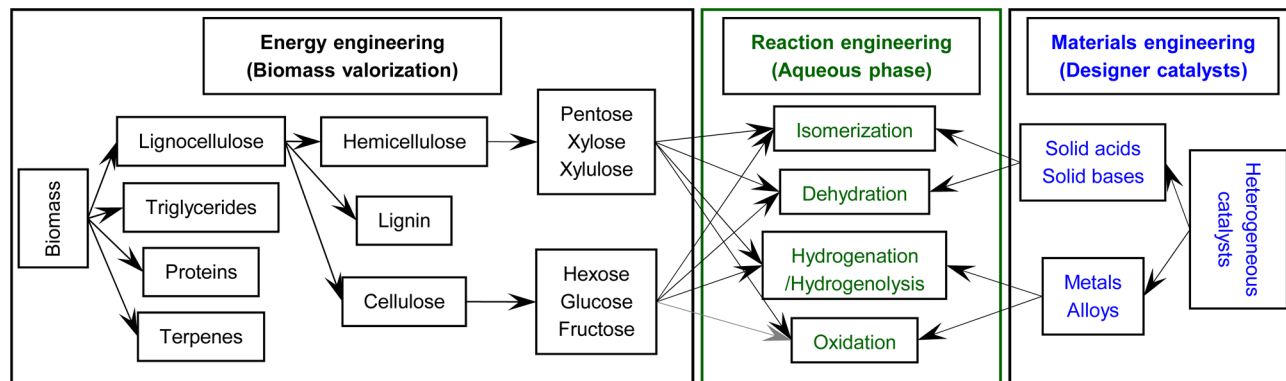 Energy engineering
(Biomass valorization)
Reaction engineering
(Aqueous phase)
Materials engineering
(Designer catalysts)
Biomass
Lignocellulose
Triglycerides
Proteins
Terpenes
Hemicellulose
Lignin
Cellulose
Pentose
Xylose
Xylulose
Hexose
Glucose
Fructose
Isomerization
Dehydration
Hydrogenation
/Hydrogenolysis
Oxidation
Solid acids
Solid bases
Metals
Alloys
Heterogeneous
catalysts